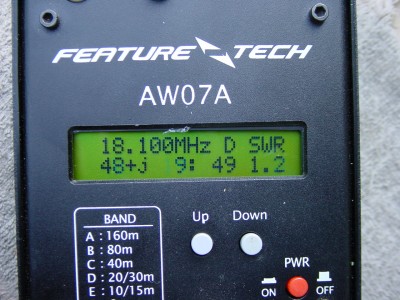 FEATURE TECH
AW07A
18.100MHz D SWR
48+j 9: 49 1.2
BAND
A : 160m
B : 80m
C : 40m
D : 20/30m
E : 10/15m
Up Down
PWR
ON OFF